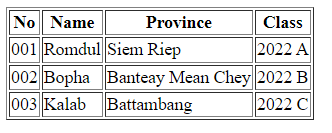 No Name Province Class
001 Romdul Siem Riep 2022 A
002 Bopha Banteay Mean Chey 2022 B
003 Kalab Battambang 2022 C